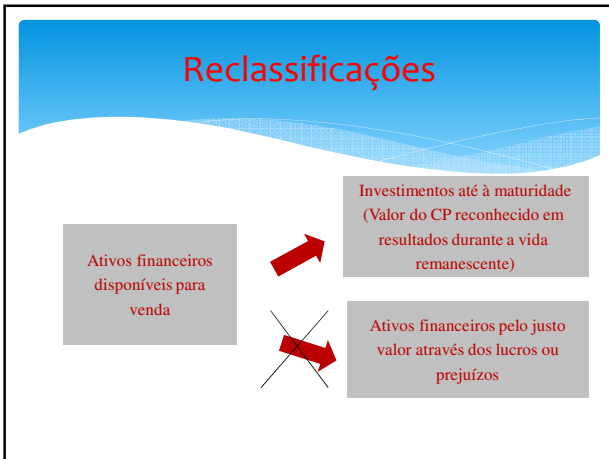 Reclassificações
Ativos financeiros
disponíveis para
venda
Investimentos até à maturidade
(Valor do CP reconhecido em
resultados durante a vida
remanescente)
Ativos financeiros pelo justo
valor através dos lucros ou
prejuízos